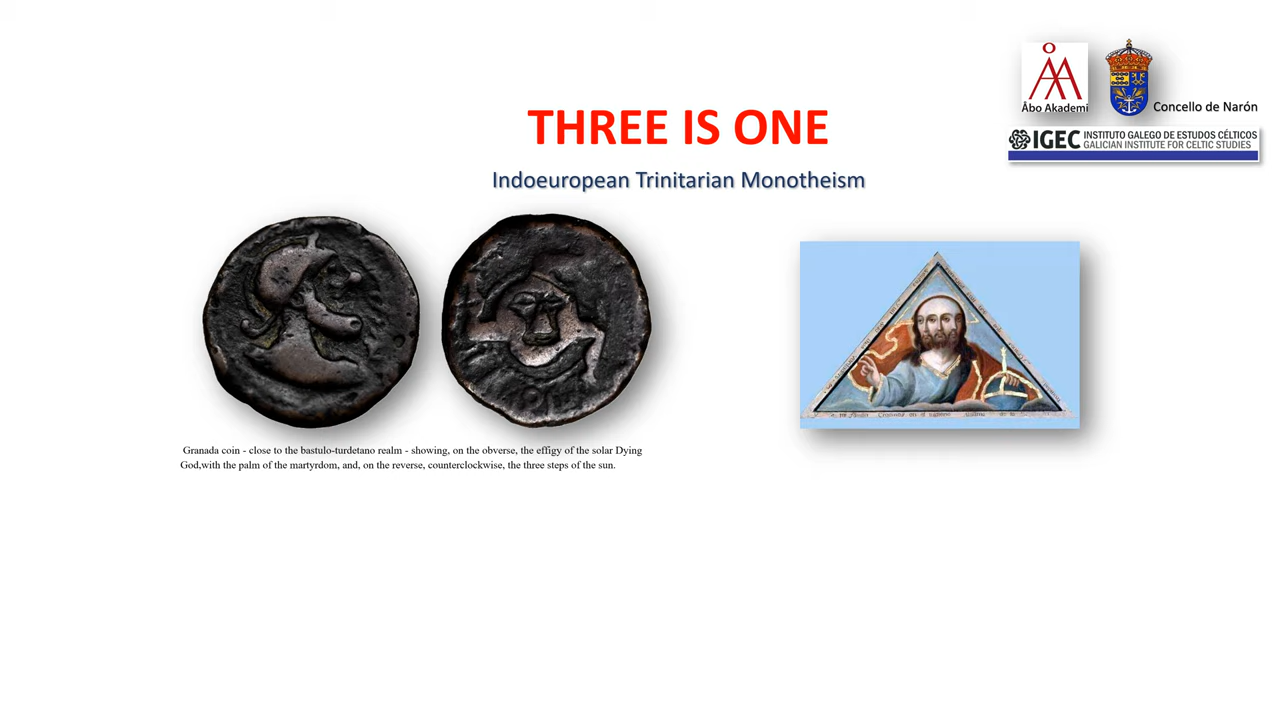 Åbo Akademi
Concello de Narón
IGEC INSTITUTO GALEGO DE ESTUDOS CÉLTICOS
GALICIAN INSTITUTE FOR CELTIC STUDIES
THREE IS ONE
Indoeuropean Trinitarian Monotheism
Granada coin - close to the bastulo-turdetano realm - showing, on the obverse, the effigy of the solar Dying
God,with the palm of the martyrdom, and, on the reverse, counterclockwise, the three steps of the sun.